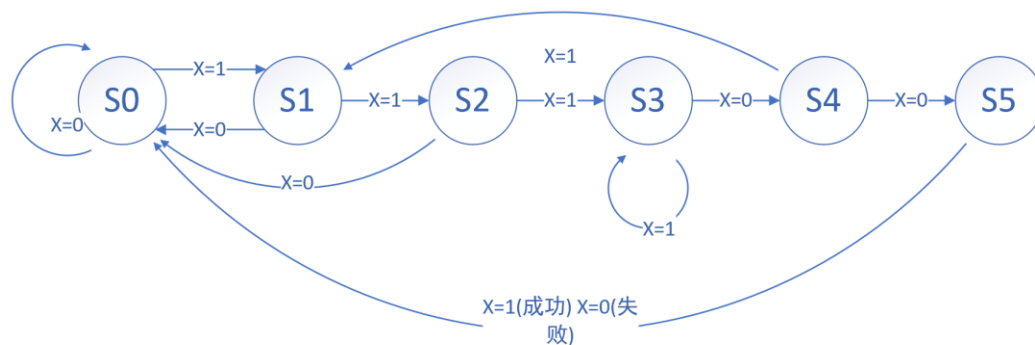 X=1
S0
X=1
S1
X=1
S2
X=1
S3
X=0
S4
X=0
S5
X=0
X=0
X=0
X=1
X=1(成功) X=0(失
败)